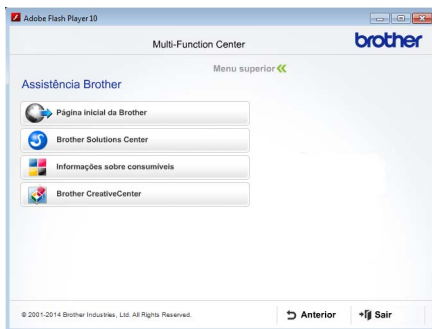 Adobe Flash Player 10
Multi-Function Center
brother
Menu superior
Assistência Brother
Página inicial da Brother
Brother Solutions Center
Informações sobre consumíveis
Brother CreativeCenter
© 2001-2014 Brother Industries, Ltd. All Rights Reserved.
Anterior
Sair